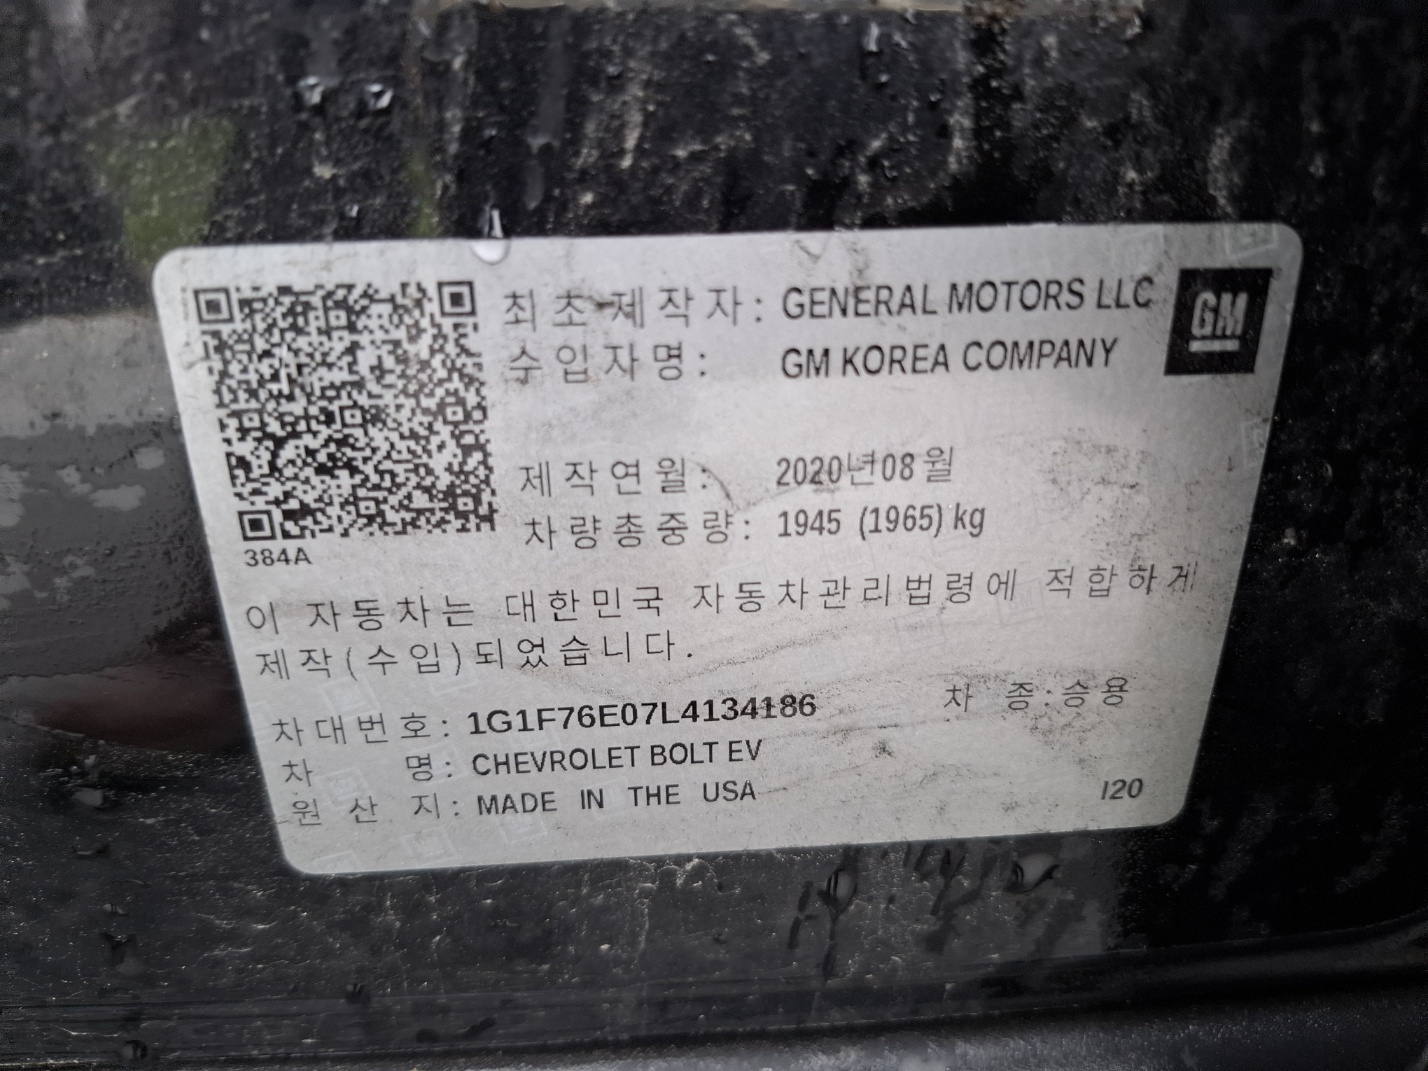 최초제작자: GENERAL MOTORS LLC
GM
수입자명: GM KOREA COMPANY
제작연월: 2020년08월
차량총중량: 1945 (1965) kg
384A
이 자동차는 대한민국 자동차관리법령에 적합하게
제작(수입)되었습니다.
차대번호: 1G1F76E07L4134186 차 종:승용
차 명: CHEVROLET BOLT EV
원 산 지: MADE IN THE USA
I20